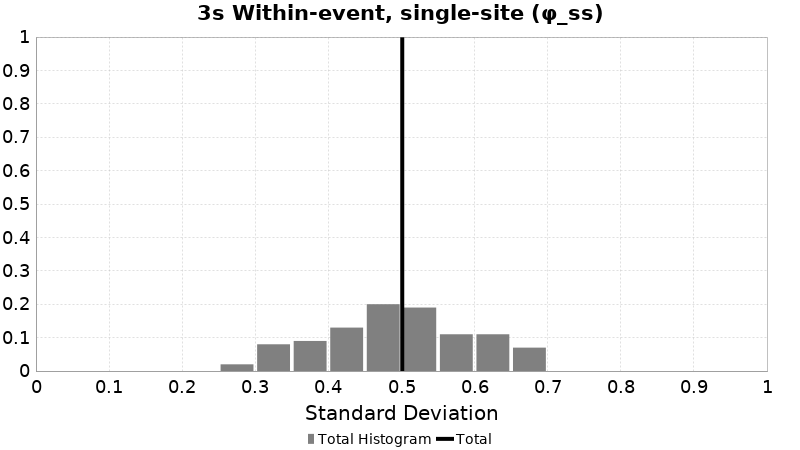 3s Within-event, single-site (φ_ss)
1
0.9
0.8
0.7
0.6
0.5
0.4
0.3
0.2
0.1
0
0 0.1 0.2 0.3 0.4 0.5 0.6 0.7 0.8 0.9 1
Standard Deviation
Total Histogram Total